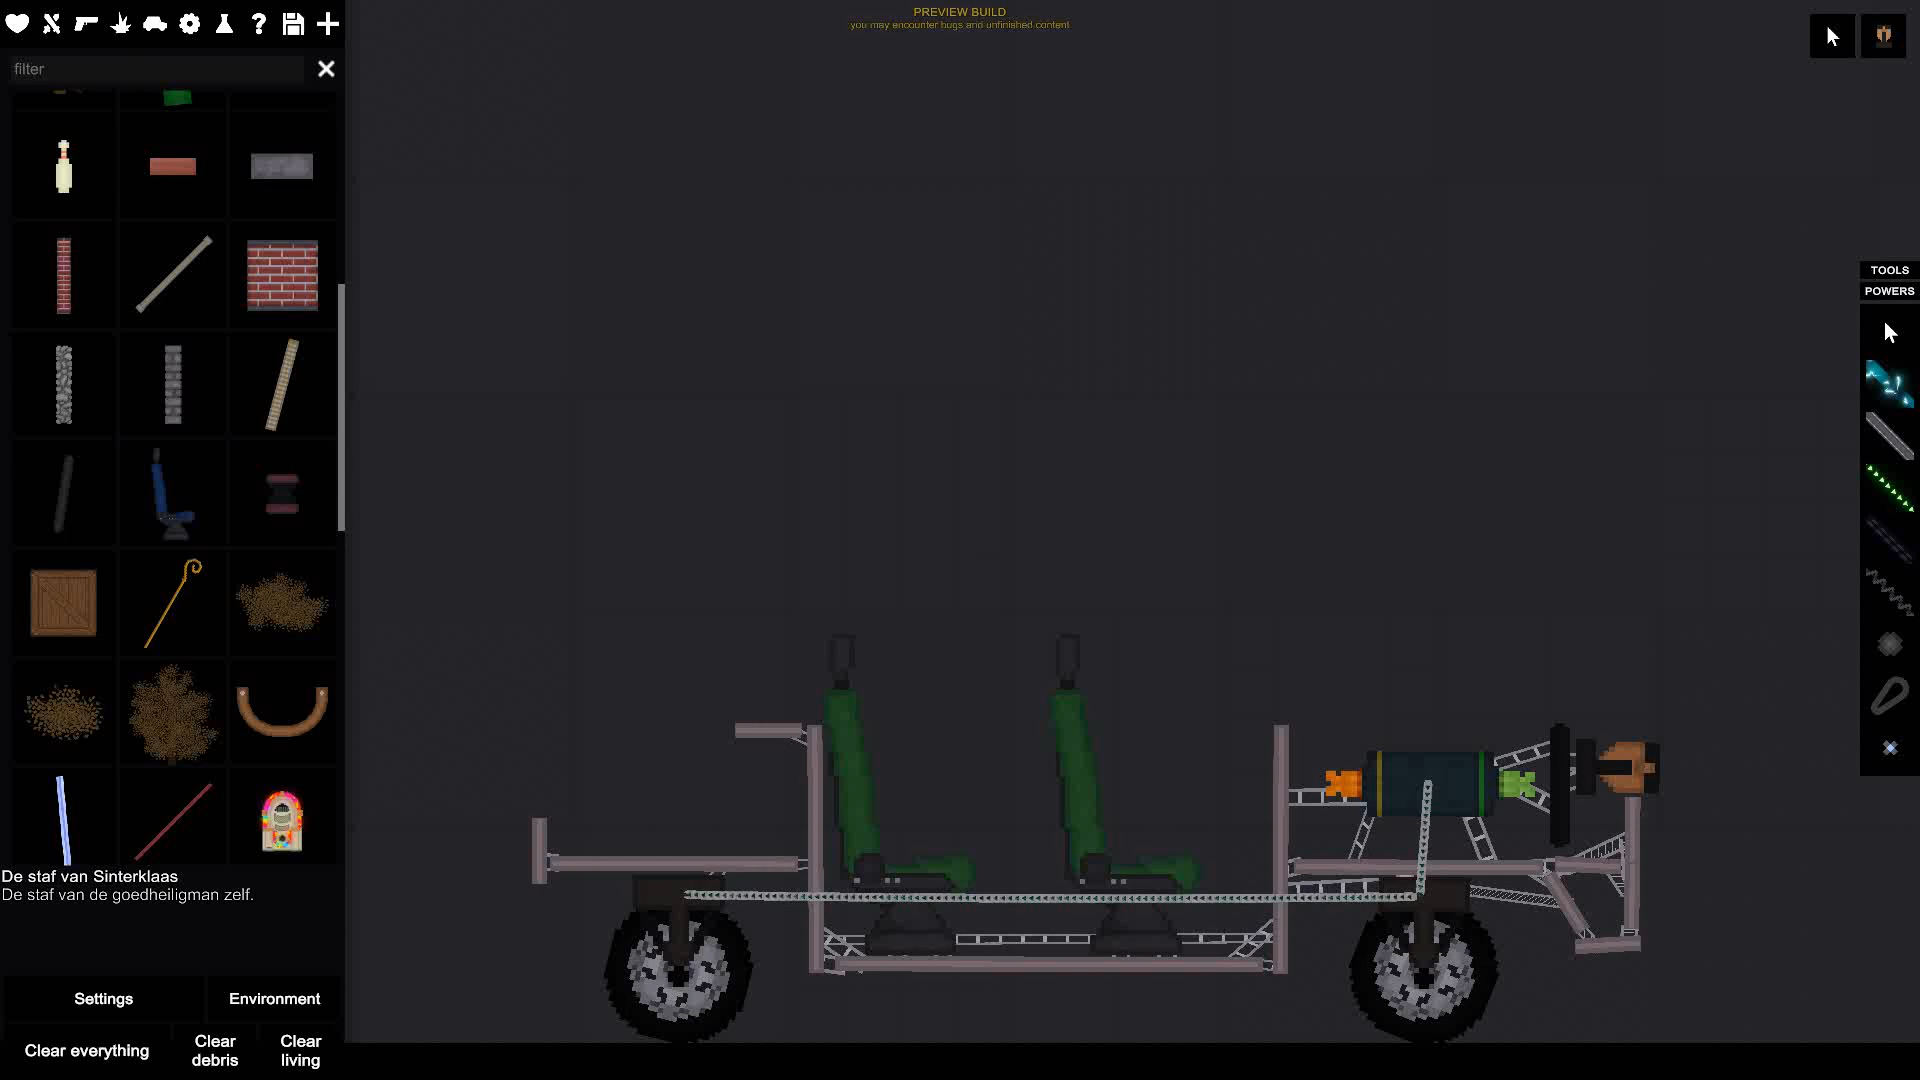 PREVIEW BUILD
you may encounter bugs and unfinished content
filter
TOOLS
POWERS
De staf van Sinterklaas
De staf van de goedheiligman zelf.
Settings
Environment
Clear everything
Clear
debris
Clear
living